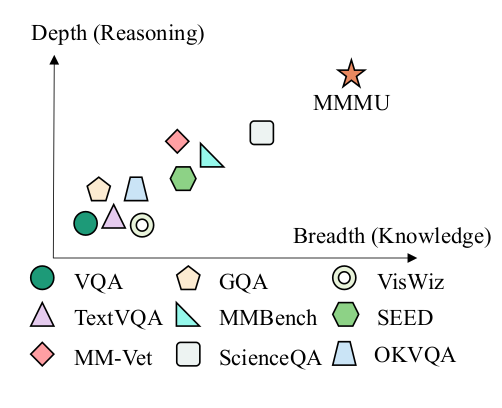 Depth (Reasoning)
MMMU
Breadth (Knowledge)
VQA GQA VisWiz
TextVQA MMBench SEED
MM-Vet ScienceQA OKVQA